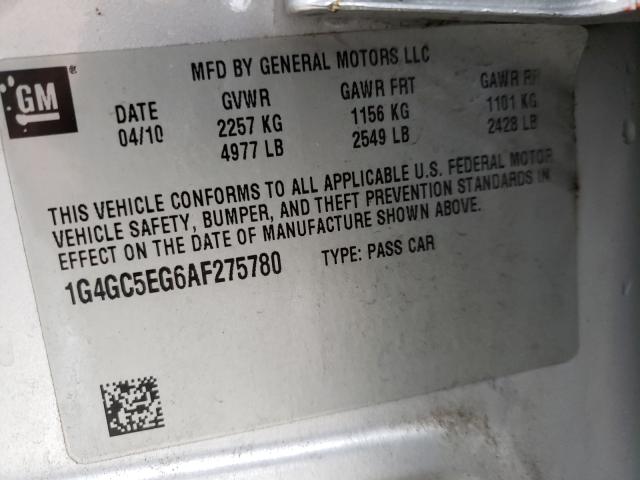 GM®
MFD BY GENERAL MOTORS LLC
DATE GVWR GAWR FRT GAWR RR
04/10 2257 KG 1156 KG 1101 KG
4977 LB 2549 LB 2428 LB
THIS VEHICLE CONFORMS TO ALL APPLICABLE U.S. FEDERAL MOTOR
VEHICLE SAFETY, BUMPER, AND THEFT PREVENTION STANDARDS IN
EFFECT ON THE DATE OF MANUFACTURE SHOWN ABOVE.
1G4GC5EG6AF275780 TYPE: PASS CAR